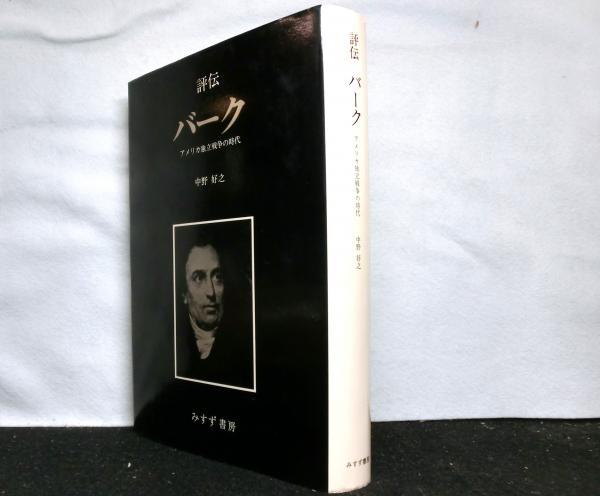 評伝
バーク
アメリカ独立戦争の時代
中野 好之
みすず書房
評伝 バーク アメリカ独立戦争の時代 中野 好之
みすず書房